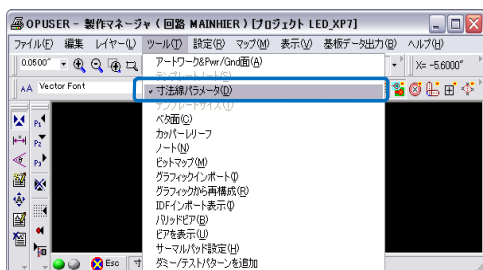 OPUSER - 製作マネージャ ( 回路 MAINHIER ) [プロジェクト LED_XP7]
ファイル(F) 編集 レイヤー(L) ツール(T) 設定(R) マップ(M) 表示(V) 基板データ出力(B) ヘルプ(H)
0.0500" X= -5.6000"
Vector Font
アートワーク&Pwr/Gnd面(A)
テンプレートノート(S)
寸法線パラメータ(D)
テンプレートサイズ(T)
ベタ面(C)
カッパーレリーフ
ノート(N)
ビットマップ(M)
グラフィックインポート(I)
グラフィックから再構成(R)
IDFインポート表示(I)
バリッドビア(B)
ビアを表示(U)
サーマルパッド設定(H)
ダミー/テストパターンを追加
P1
P2
P3
Esc 寸